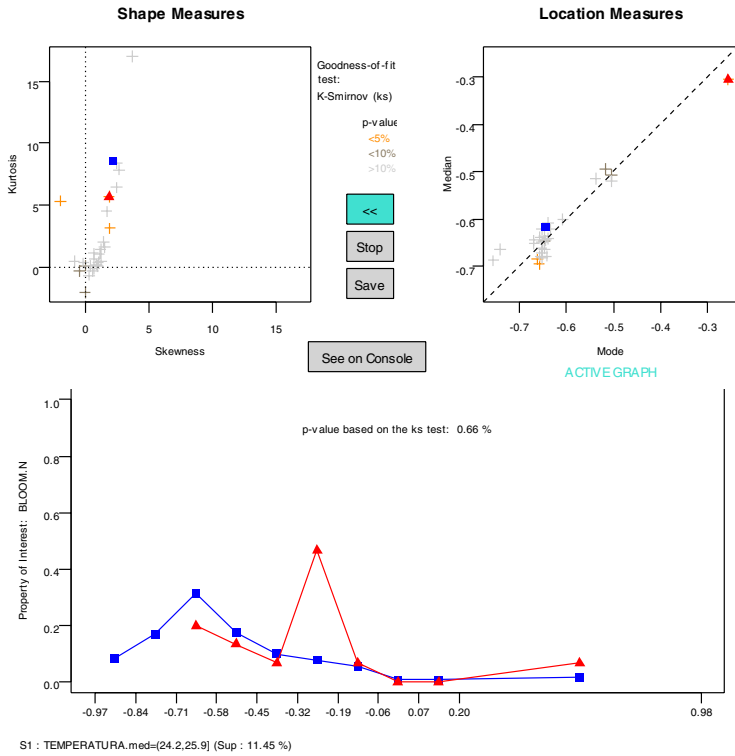 Shape Measures
Location Measures
Goodness-of-fit
test:
K-Smirnov (ks)
p-value
<5%
<10%
>10%
<<
Stop
Save
See on Console
Kurtosis
15
10
5
0
0
5
10
15
Skewness
Median
-0.3
-0.4
-0.5
-0.6
-0.7
-0.7
-0.6
-0.5
-0.4
-0.3
Mode
ACTIVE GRAPH
p-value based on the ks test: 0.66 %
Property of Interest: BLOOM.N
1.0
0.8
0.6
0.4
0.2
0.0
-0.97
-0.84
-0.71
-0.58
-0.45
-0.32
-0.19
-0.06
0.07
0.20
0.98
S1 : TEMPERATURA.med=(24.2,25.9] (Sup : 11.45 %)